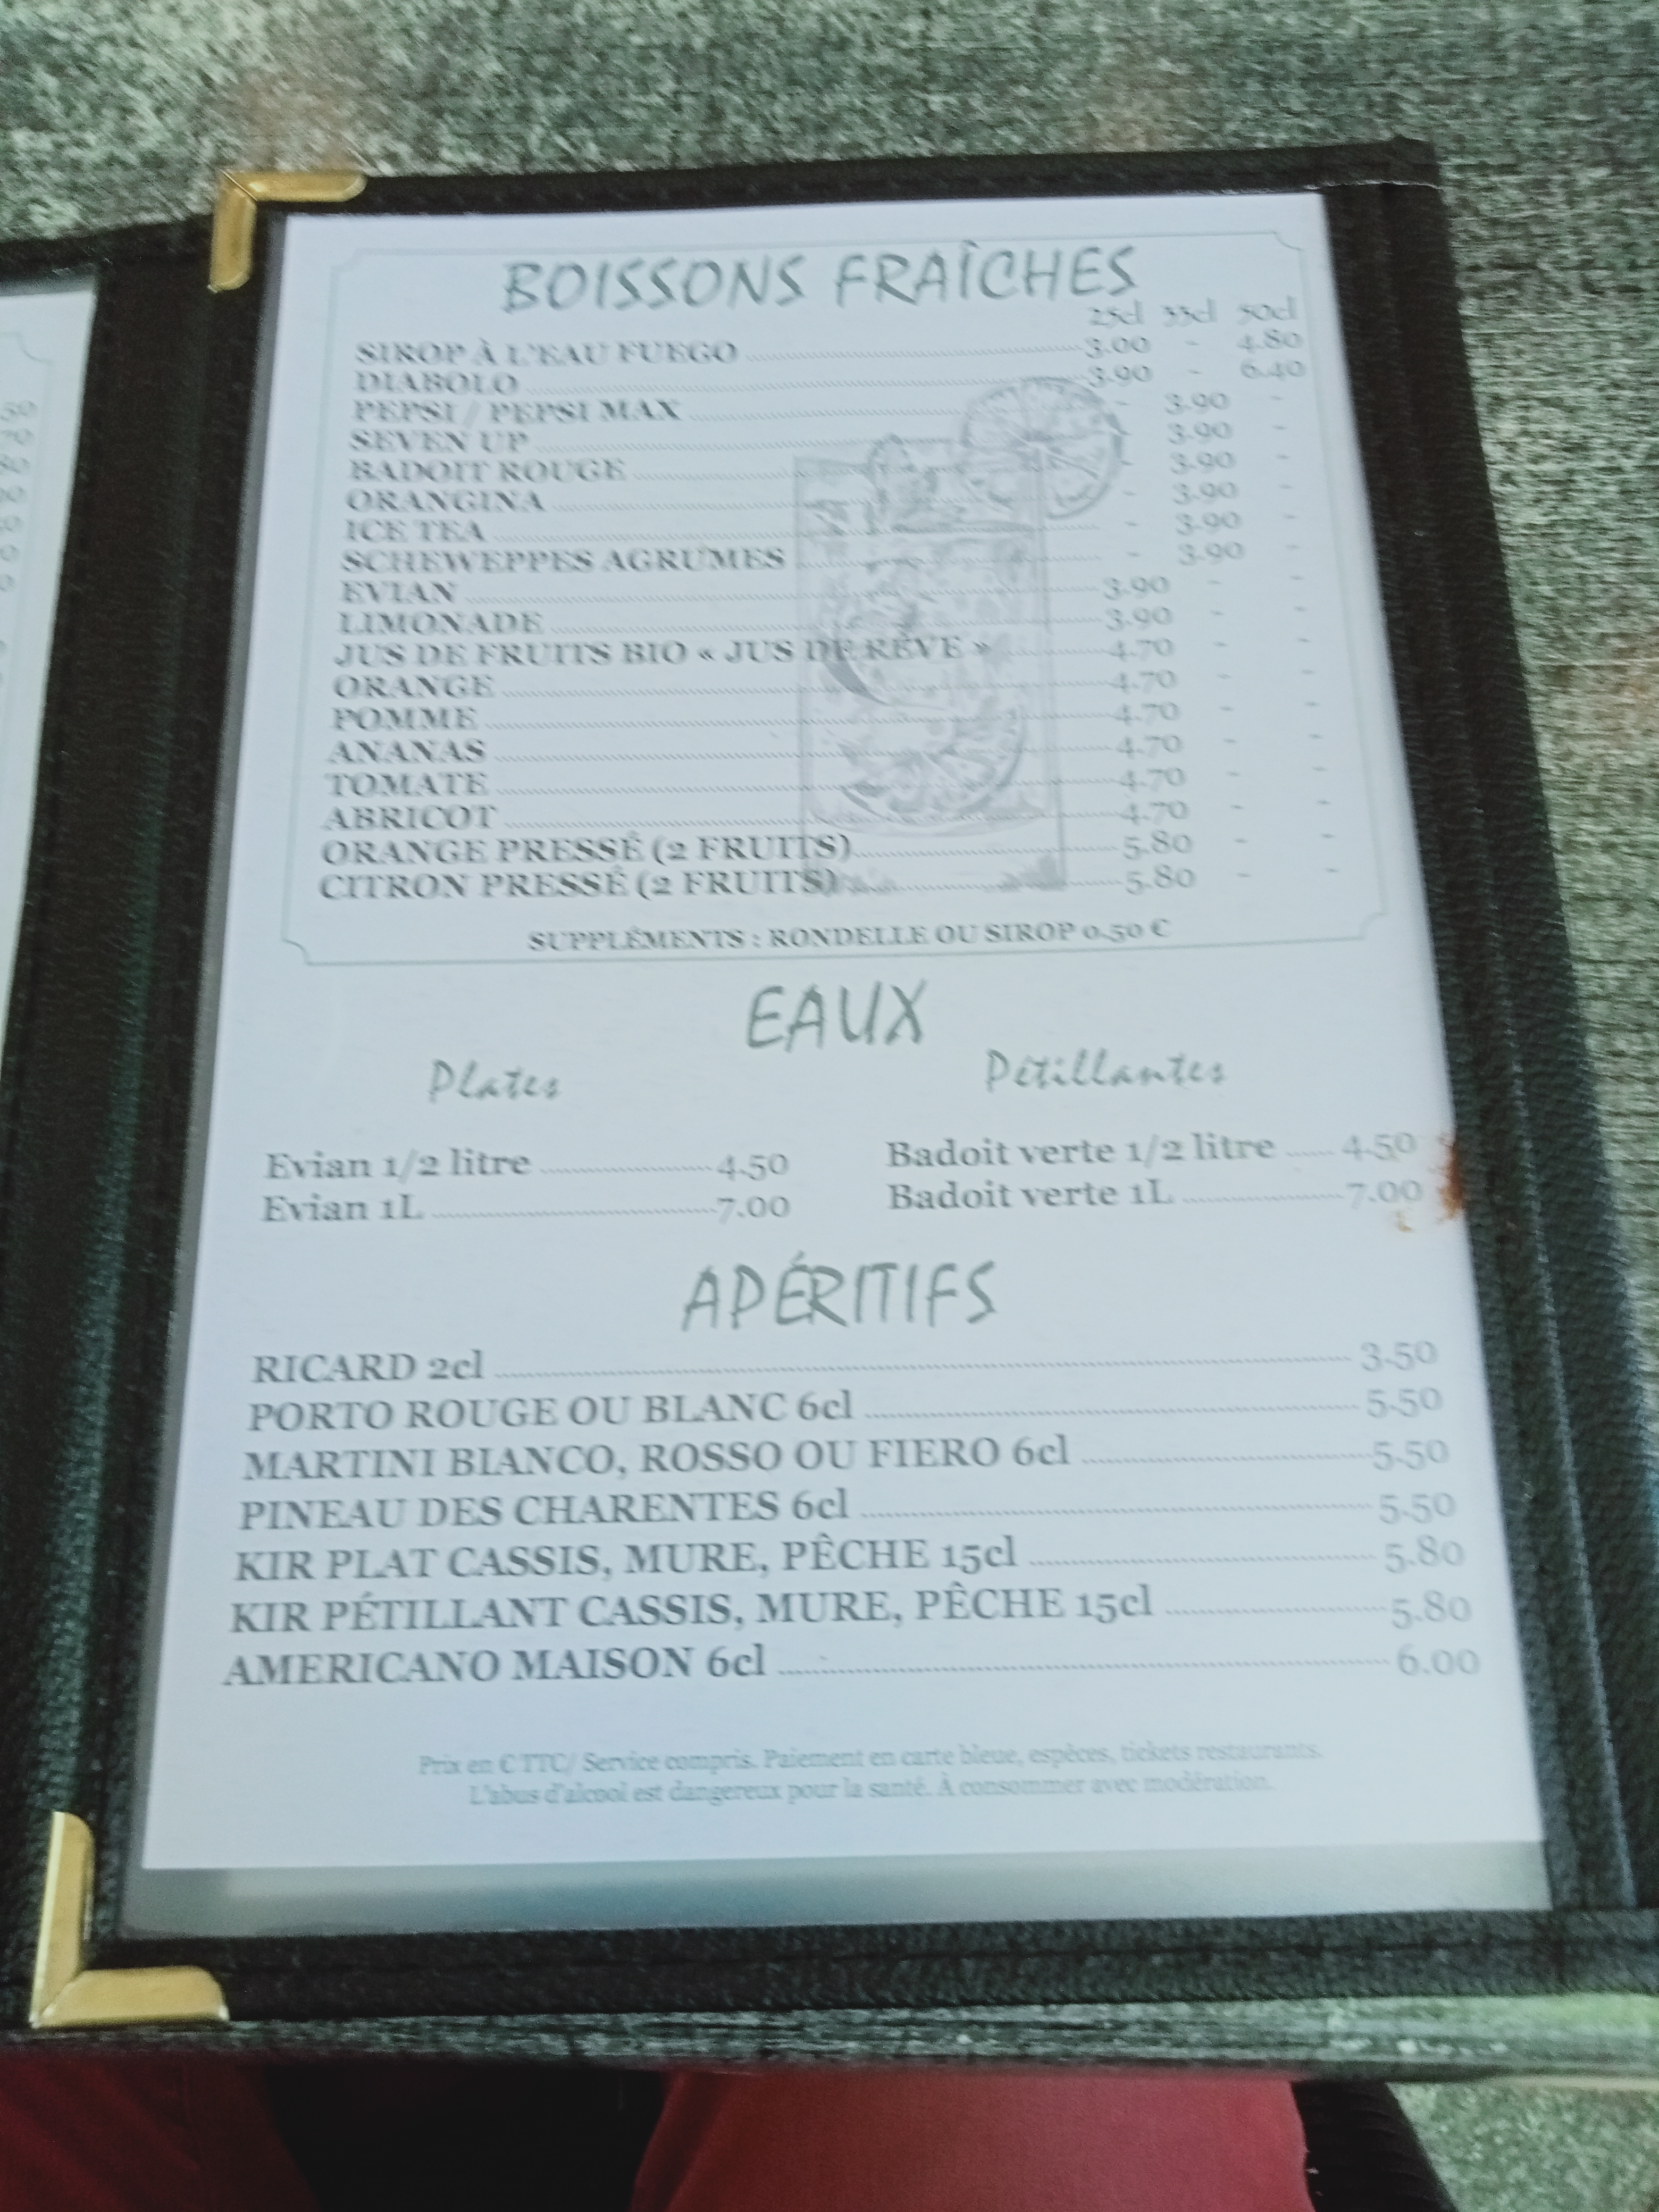 BOISSONS FRAÎCHES
25cl 33cl 50cl
SIROP À L'EAU FUEGO 3.00 - 4.80
DIABOLO 3.90 - 6.40
PEPSI / PEPSI MAX - 3.90 -
SEVEN UP - 3.90 -
BADOIT ROUGE - 3.90 -
ORANGINA - 3.90 -
ICE TEA - 3.90 -
SCHEWEPPES AGRUMES - 3.90 -
EVIAN 3.90 - -
LIMONADE 3.90 - -
JUS DE FRUITS BIO « JUS DE RÊVE » 4.70 - -
ORANGE 4.70 - -
POMME 4.70 - -
ANANAS 4.70 - -
TOMATE 4.70 - -
ABRICOT 4.70 - -
ORANGE PRESSÉ (2 FRUITS) 5.80 - -
CITRON PRESSÉ (2 FRUITS) 5.80 - -
SUPPLÉMENTS : RONDELLE OU SIROP 0.50 €
EAUX
Plates
Evian 1/2 litre 4.50
Evian 1L 7.00
Pétillantes
Badoit verte 1/2 litre 4.50
Badoit verte 1L 7.00
APÉRITIFS
RICARD 2cl 3.50
PORTO ROUGE OU BLANC 6cl 5.50
MARTINI BIANCO, ROSSO OU FIERO 6cl 5.50
PINEAU DES CHARENTES 6cl 5.50
KIR PLAT CASSIS, MURE, PÊCHE 15cl 5.80
KIR PÉTILLANT CASSIS, MURE, PÊCHE 15cl 5.80
AMERICANO MAISON 6cl 6.00
Prix en € TTC/ Service compris. Paiement en carte bleue, espèces, tickets restaurants.
L'abus d'alcool est dangereux pour la santé. À consommer avec modération.